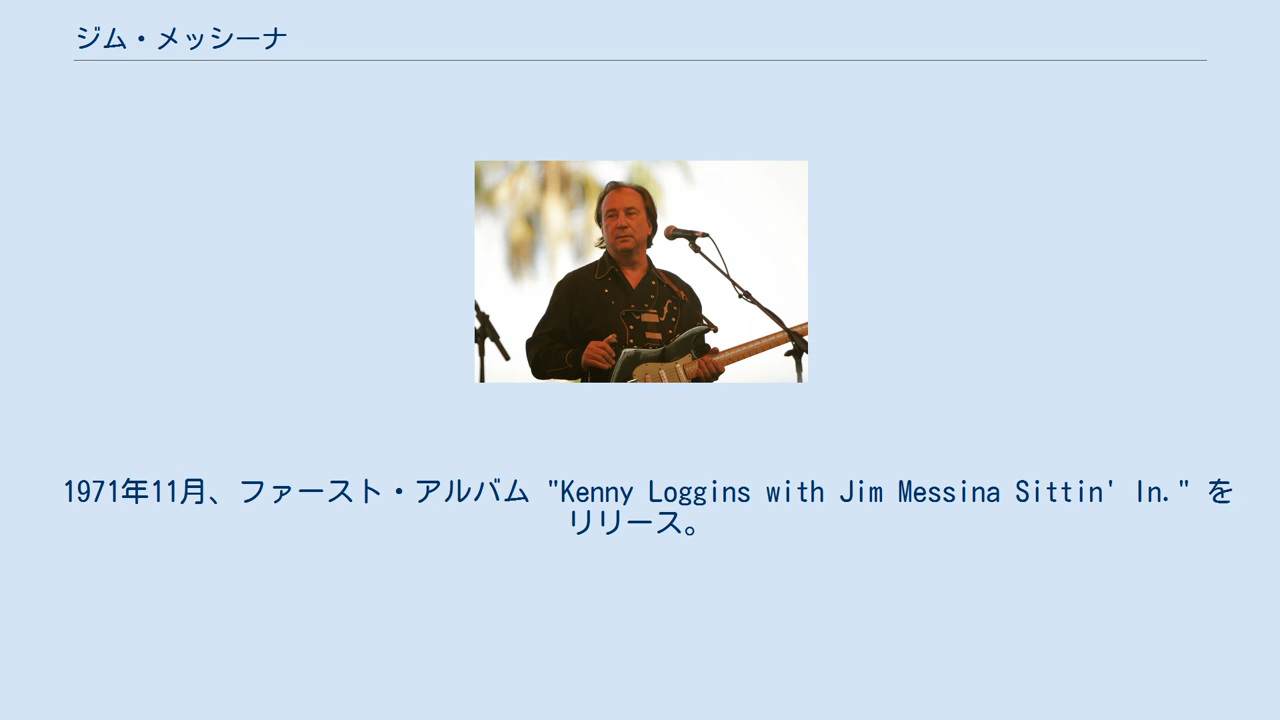 ジム・メッシーナ
1971年11月、ファースト・アルバム "Kenny Loggins with Jim Messina Sittin' In." を
リリース。